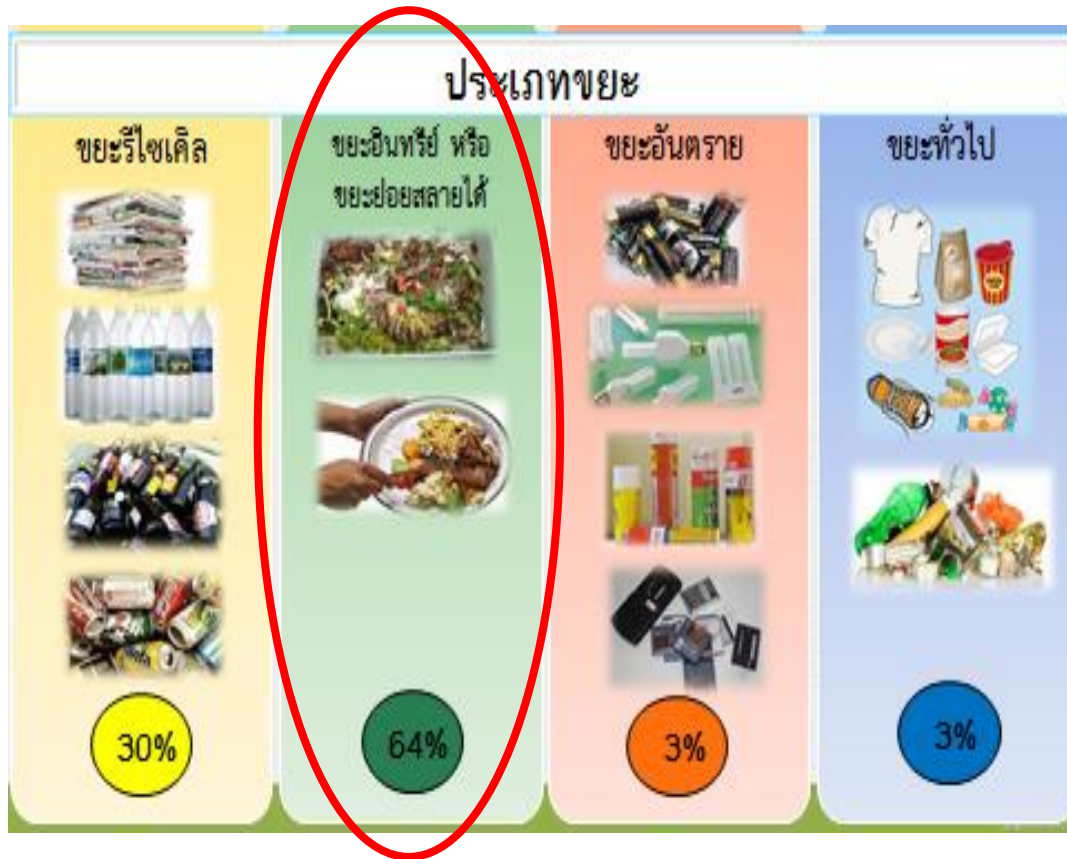 ประเภทขยะ
ขยะรีไซเคิล
30%
ขยะอินทรีย์ หรือ
ขยะย่อยสลายได้
64%
ขยะอันตราย
3%
ขยะทั่วไป
3%